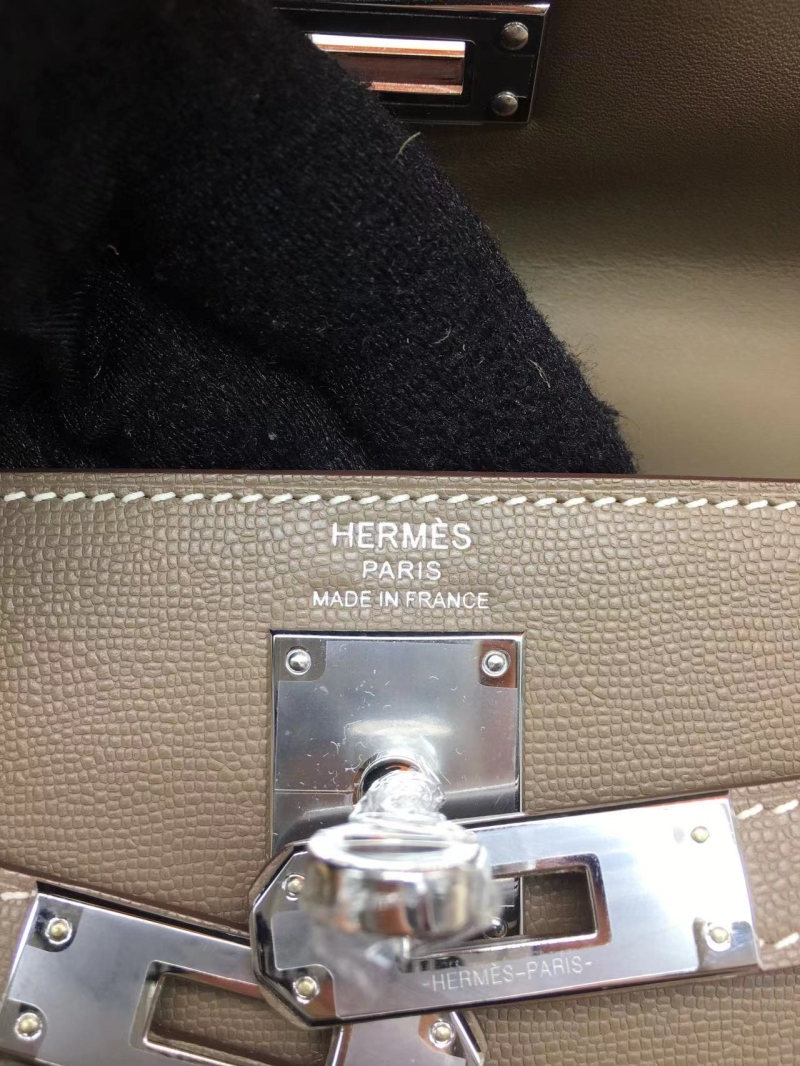 HERMÈS
PARIS
MADE IN FRANCE
-HERMÈS-PARIS-